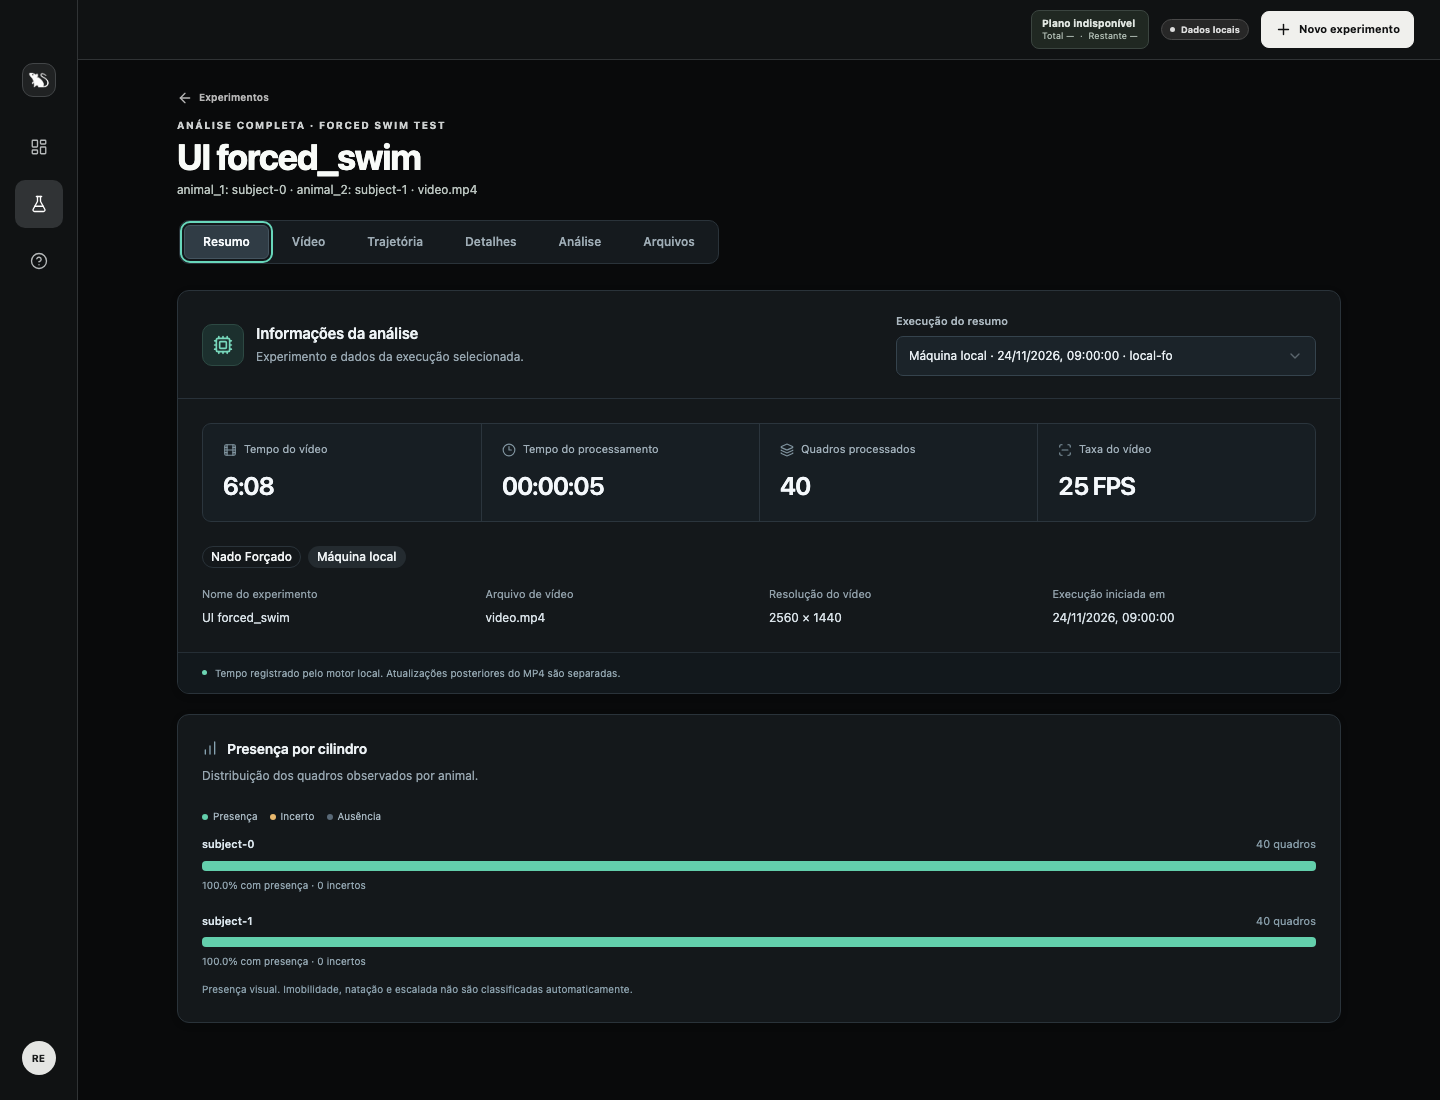 Plano indisponível
Total — · Restante —
Dados locais
Novo experimento
Experimentos
ANÁLISE COMPLETA · FORCED SWIM TEST
UI forced_swim
animal_1: subject-0 · animal_2: subject-1 · video.mp4
Resumo
Vídeo
Trajetória
Detalhes
Análise
Arquivos
Informações da análise
Experimento e dados da execução selecionada.
Execução do resumo
Máquina local · 24/11/2026, 09:00:00 · local-fo
Tempo do vídeo
6:08
Tempo do processamento
00:00:05
Quadros processados
40
Taxa do vídeo
25 FPS
Nado Forçado
Máquina local
Nome do experimento
UI forced_swim
Arquivo de vídeo
video.mp4
Resolução do vídeo
2560 × 1440
Execução iniciada em
24/11/2026, 09:00:00
Tempo registrado pelo motor local. Atualizações posteriores do MP4 são separadas.
Presença por cilindro
Distribuição dos quadros observados por animal.
Presença
Incerto
Ausência
subject-0
40 quadros
100.0% com presença · 0 incertos
subject-1
40 quadros
100.0% com presença · 0 incertos
Presença visual. Imobilidade, natação e escalada não são classificadas automaticamente.
RE